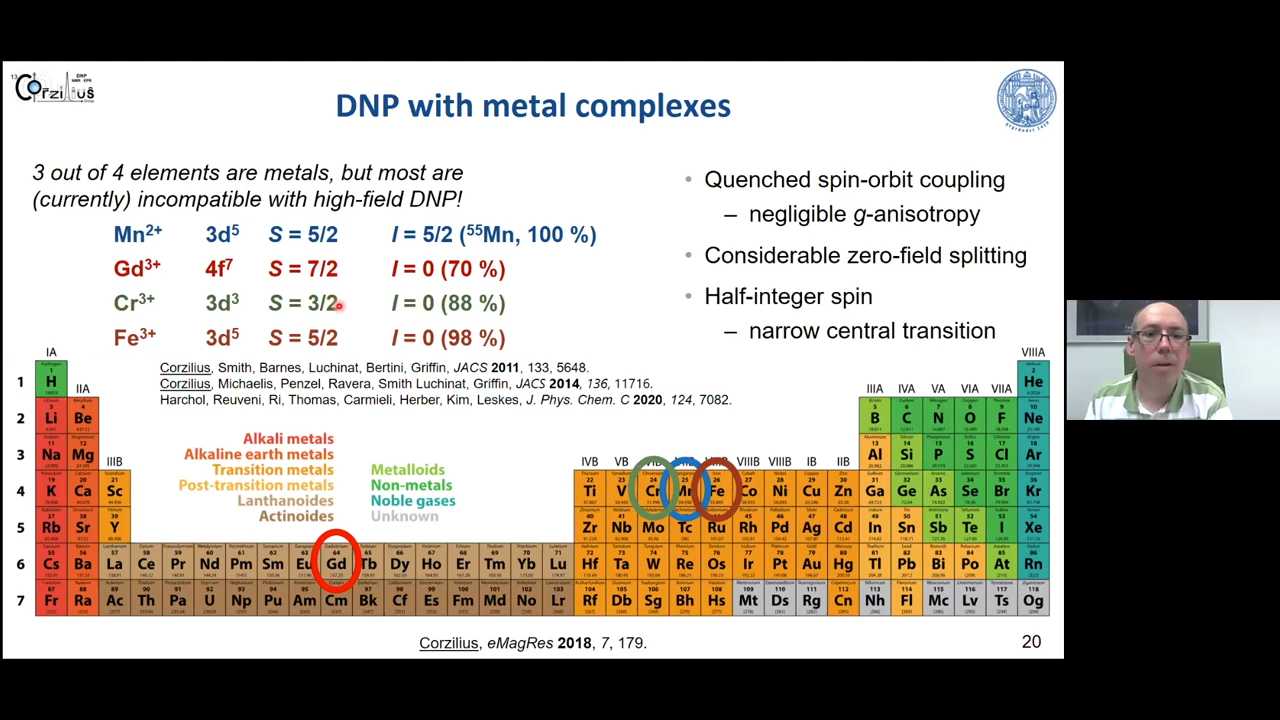 Corzilius
DNP with metal complexes
3 out of 4 elements are metals, but most are
(currently) incompatible with high-field DNP!
Mn2+ 3d5 S = 5/2 I = 5/2 (55Mn, 100 %)
Gd3+ 4f7 S = 7/2 I = 0 (70 %)
Cr3+ 3d3 S = 3/2 I = 0 (88 %)
Fe3+ 3d5 S = 5/2 I = 0 (98 %)
• Quenched spin-orbit coupling
– negligible g-anisotropy
• Considerable zero-field splitting
• Half-integer spin
– narrow central transition
Corzilius, Smith, Barnes, Luchinat, Bertini, Griffin, JACS 2011, 133, 5648.
Corzilius, Michaelis, Penzel, Ravera, Smith Luchinat, Griffin, JACS 2014, 136, 11716.
Harchol, Reuveni, Ri, Thomas, Carmieli, Herber, Kim, Leskes, J. Phys. Chem. C 2020, 124, 7082.
IA VIIIA
1 H He
IIA IIIA IVA VA VIA VIIA
2 Li Be B C N O F Ne
3 Na Mg Al Si P S Cl Ar
IIIB IVB VB VIII VIII IB IB
4 K Ca Sc Ti V Cr Mn Fe Co Ni Cu Zn Ga Ge As Se Br Kr
5 Rb Sr Y Zr Nb Mo Tc Ru Rh Pd Ag Cd In Sn Sb Te I Xe
6 Cs Ba La Ce Pr Nd Pm Sm Eu Gd Tb Dy Ho Er Tm Yb Lu Hf Ta W Re Os Ir Pt Au Hg Tl Pb Bi Po At Rn
7 Fr Ra Ac Th Pa U Np Pu Am Cm Bk Cf Es Fm Md No Lr Rf Db Sg Bh Hs Mt Ds Rg Cn Nh Fl Mc Lv Ts Og
Alkali metals
Alkaline earth metals
Transition metals
Post-transition metals
Lanthanoides
Actinoides
Metalloids
Non-metals
Noble gases
Unknown
Corzilius, eMagRes 2018, 7, 179.
20